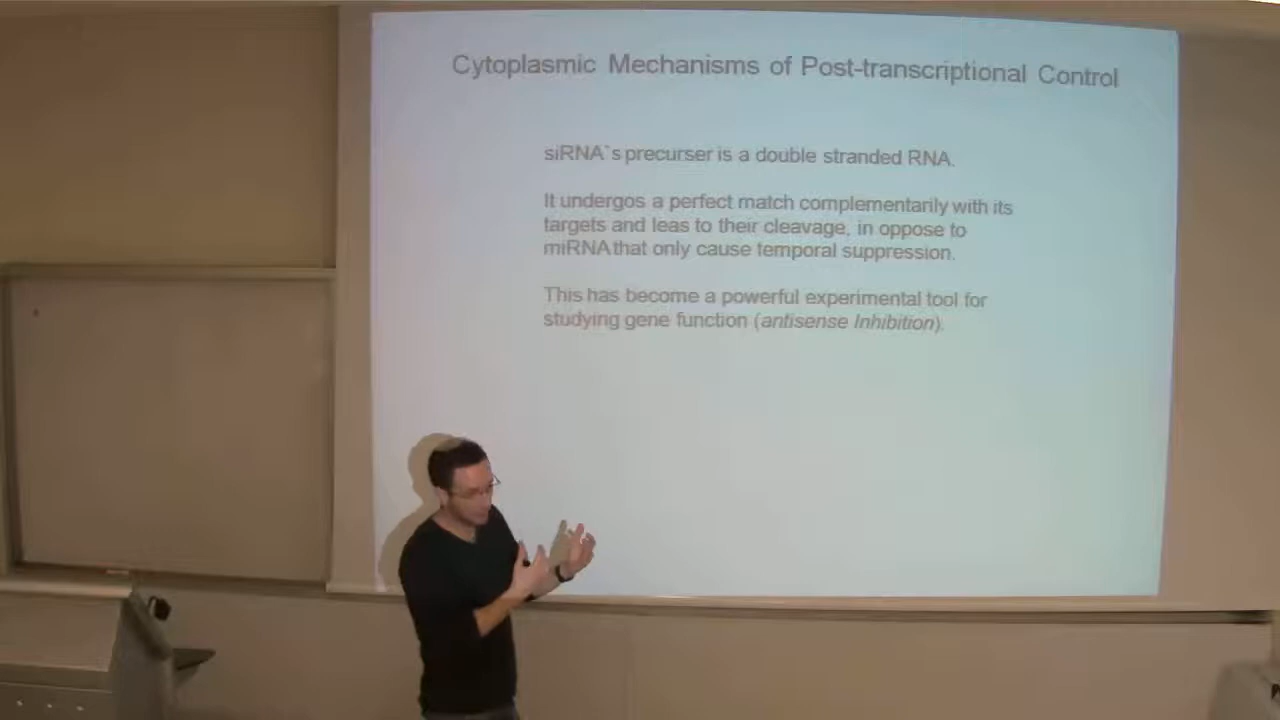 Cytoplasmic Mechanisms of Post-transcriptional Control
siRNA`s precurser is a double stranded RNA.
It undergos a perfect match complementarily with its
targets and leas to their cleavage, in oppose to
miRNA that only cause temporal suppression.
This has become a powerful experimental tool for
studying gene function (antisense Inhibition).